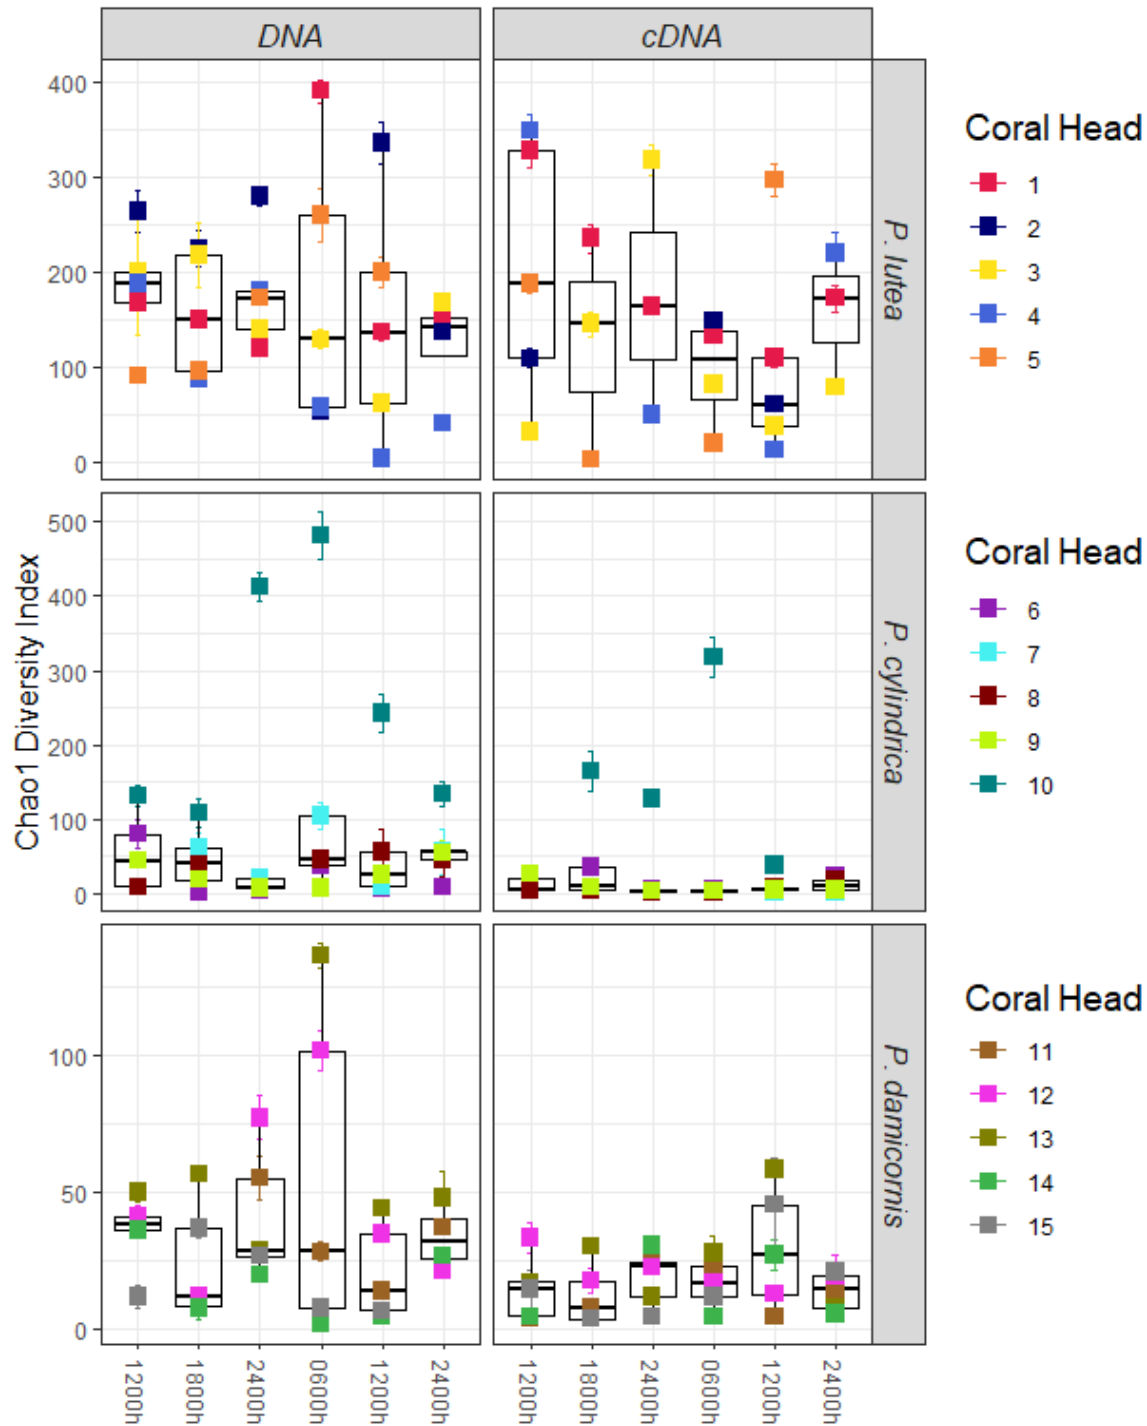 DNA
cDNA
400
300
200
100
0
P. lutea
Coral Head
1
2
3
4
5
Chao1 Diversity Index
500
400
300
200
100
0
P. cylindrica
Coral Head
6
7
8
9
10
100
50
0
P. damicornis
Coral Head
11
12
13
14
15
1200h
1800h
2400h
0600h
1200h
2400h
1200h
1800h
2400h
0600h
1200h
2400h